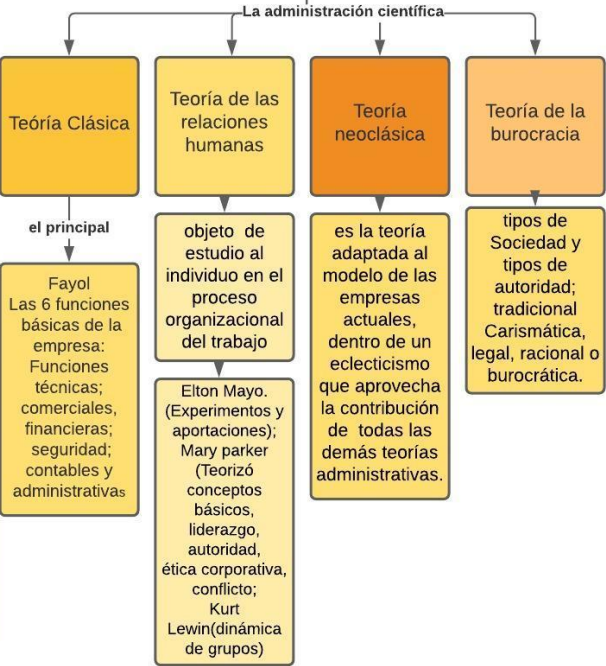 La administración científica
Teóría Clásica
el principal
Fayol
Las 6 funciones
básicas de la
empresa:
Funciones
técnicas;
comerciales,
financieras;
seguridad;
contables y
administrativas
Teoría de las
relaciones
humanas
objeto de
estudio al
individuo en el
proceso
organizacional
del trabajo
Elton Mayo.
(Experimentos y
aportaciones);
Mary parker
(Teorizó
conceptos
básicos,
liderazgo,
autoridad,
ética corporativa,
conflicto;
Kurt
Lewin(dinámica
de grupos)
Teoría
neoclásica
es la teoría
adaptada al
modelo de las
empresas
actuales,
dentro de un
eclecticismo
que aprovecha
la contribución
de todas las
demás teorías
administrativas.
Teoría de la
burocracia
tipos de
Sociedad y
tipos de
autoridad;
tradicional
Carismática,
legal, racional o
burocrática.